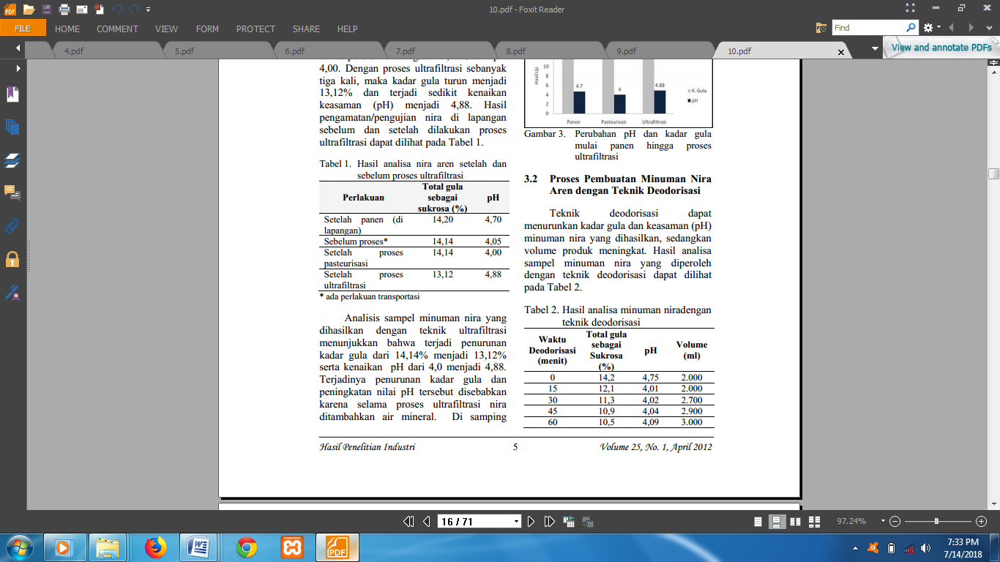 10.pdf - Foxit Reader
FILE HOME COMMENT VIEW FORM PROTECT SHARE HELP
Find
4.pdf 5.pdf 6.pdf 7.pdf 8.pdf 9.pdf 10.pdf
View and annotate PDFs
4,00. Dengan proses ultrafiltrasi sebanyak
tiga kali, maka kadar gula turun menjadi
13,12% dan terjadi sedikit kenaikan
keasaman (pH) menjadi 4,88. Hasil
pengamatan/pengujian nira di lapangan
sebelum dan setelah dilakukan proses
ultrafiltrasi dapat dilihat pada Tabel 1.
Tabel 1. Hasil analisa nira aren setelah dan
sebelum proses ultrafiltrasi
Perlakuan Total gula sebagai sukrosa (%) pH
Setelah panen (di lapangan) 14,20 4,70
Sebelum proses* 14,14 4,05
Setelah proses pasteurisasi 14,14 4,00
Setelah proses ultrafiltrasi 13,12 4,88
* ada perlakuan transportasi
Analisis sampel minuman nira yang
dihasilkan dengan teknik ultrafiltrasi
menunjukkan bahwa terjadi penurunan
kadar gula dari 14,14% menjadi 13,12%
serta kenaikan pH dari 4,0 menjadi 4,88.
Terjadinya penurunan kadar gula dan
peningkatan nilai pH tersebut disebabkan
karena selama proses ultrafiltrasi nira
ditambahkan air mineral. Di samping
Hasil Uji
10
8
6
4
2
0
4.7
4
4.88
Panen Pasteurisasi Ultrafiltrasi
K. Gula
pH
Gambar 3. Perubahan pH dan kadar gula
mulai panen hingga proses
ultrafiltrasi
3.2 Proses Pembuatan Minuman Nira
Aren dengan Teknik Deodorisasi
Teknik deodorisasi dapat
menurunkan kadar gula dan keasaman (pH)
minuman nira yang dihasilkan, sedangkan
volume produk meningkat. Hasil analisa
sampel minuman nira yang diperoleh
dengan teknik deodorisasi dapat dilihat
pada Tabel 2.
Tabel 2. Hasil analisa minuman niradengan
teknik deodorisasi
Waktu Deodorisasi (menit) Total gula sebagai Sukrosa (%) pH Volume (ml)
0 14,2 4,75 2.000
15 12,1 4,01 2.000
30 11,3 4,02 2.700
45 10,9 4,04 2.900
60 10,5 4,09 3.000
Hasil Penelitian Industri 5 Volume 25, No. 1, April 2012
16 / 71
97.24%
PDF
7:33 PM
7/14/2018